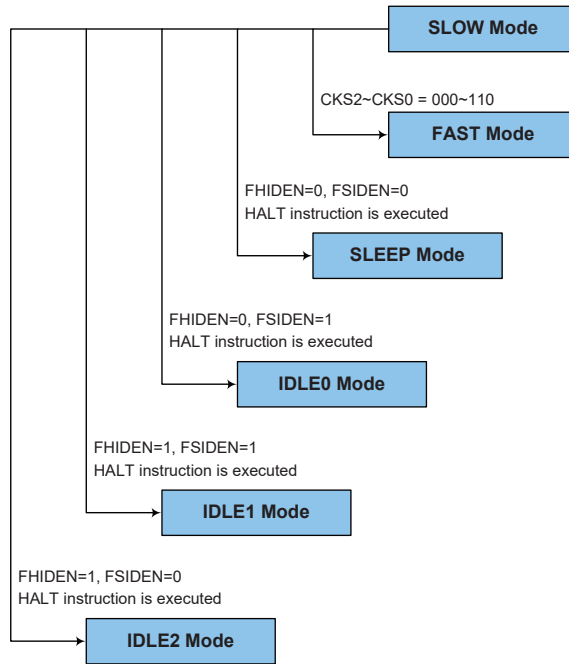 SLOW Mode
CKS2~CKS0 = 000~110
FAST Mode
FHIDEN=0, FSIDEN=0
HALT instruction is executed
SLEEP Mode
FHIDEN=0, FSIDEN=1
HALT instruction is executed
IDLE0 Mode
FHIDEN=1, FSIDEN=1
HALT instruction is executed
IDLE1 Mode
FHIDEN=1, FSIDEN=0
HALT instruction is executed
IDLE2 Mode